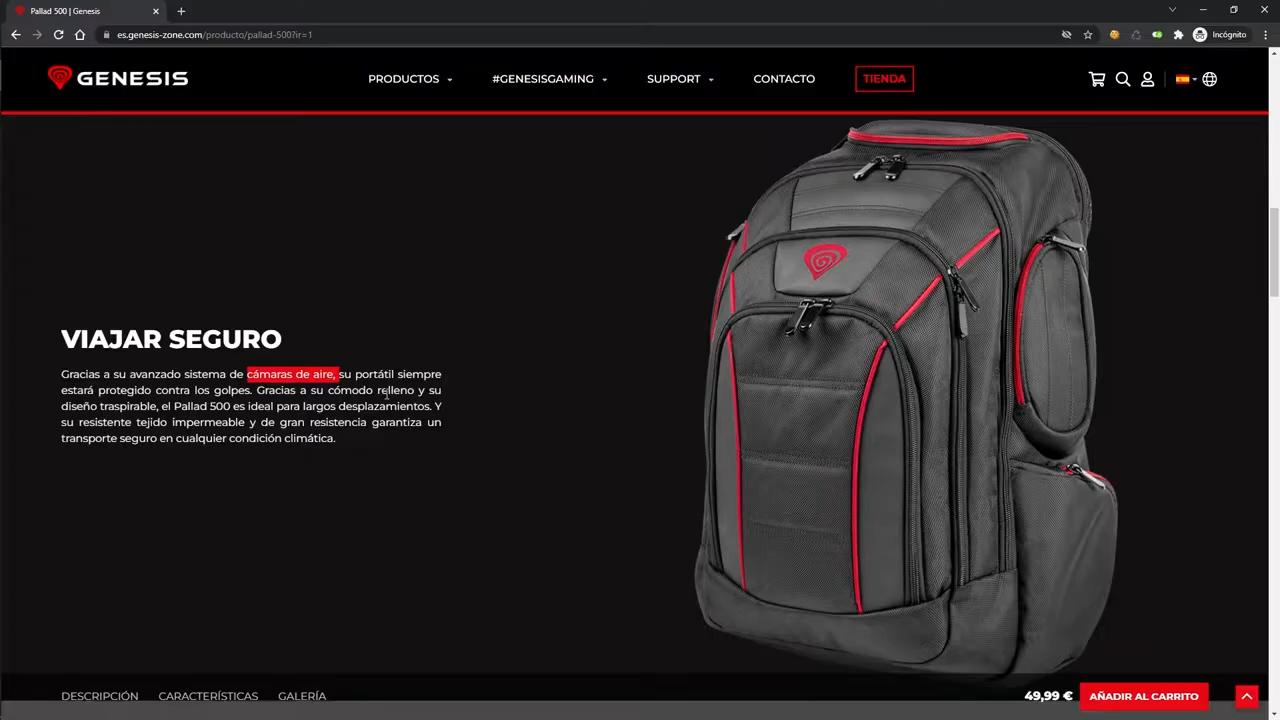 Pallad 500 | Genesis
es.genesis-zone.com/producto/pallad-500?ir=1
Incógnito
GENESIS
PRODUCTOS
#GENESISGAMING
SUPPORT
CONTACTO
TIENDA
VIAJAR SEGURO
Gracias a su avanzado sistema de cámaras de aire, su portátil siempre
estará protegido contra los golpes. Gracias a su cómodo relleno y su
diseño traspirable, el Pallad 500 es ideal para largos desplazamientos. Y
su resistente tejido impermeable y de gran resistencia garantiza un
transporte seguro en cualquier condición climática.
DESCRIPCIÓN
CARACTERÍSTICAS
GALERÍA
49,99 €
AÑADIR AL CARRITO